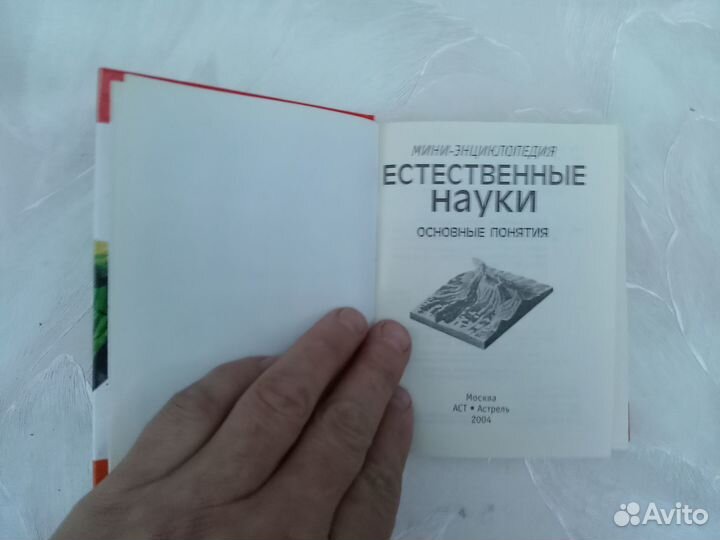 МИНИ-ЭНЦИКЛОПЕДИЯ
ЕСТЕСТВЕННЫЕ
науки
ОСНОВНЫЕ ПОНЯТИЯ
Москва
АСТ • Астрель
2004
Avito